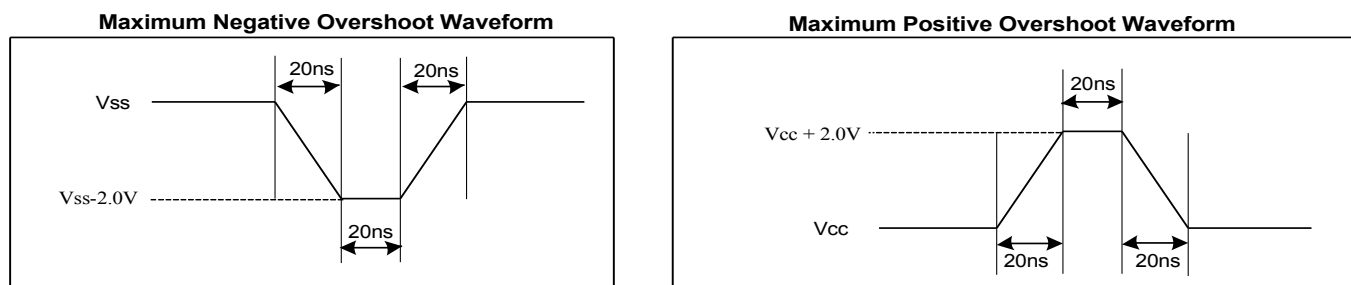 Maximum Negative Overshoot Waveform
20ns 20ns
Vss
Vss-2.0V
20ns
Maximum Positive Overshoot Waveform
20ns
Vcc + 2.0V
Vcc
20ns 20ns